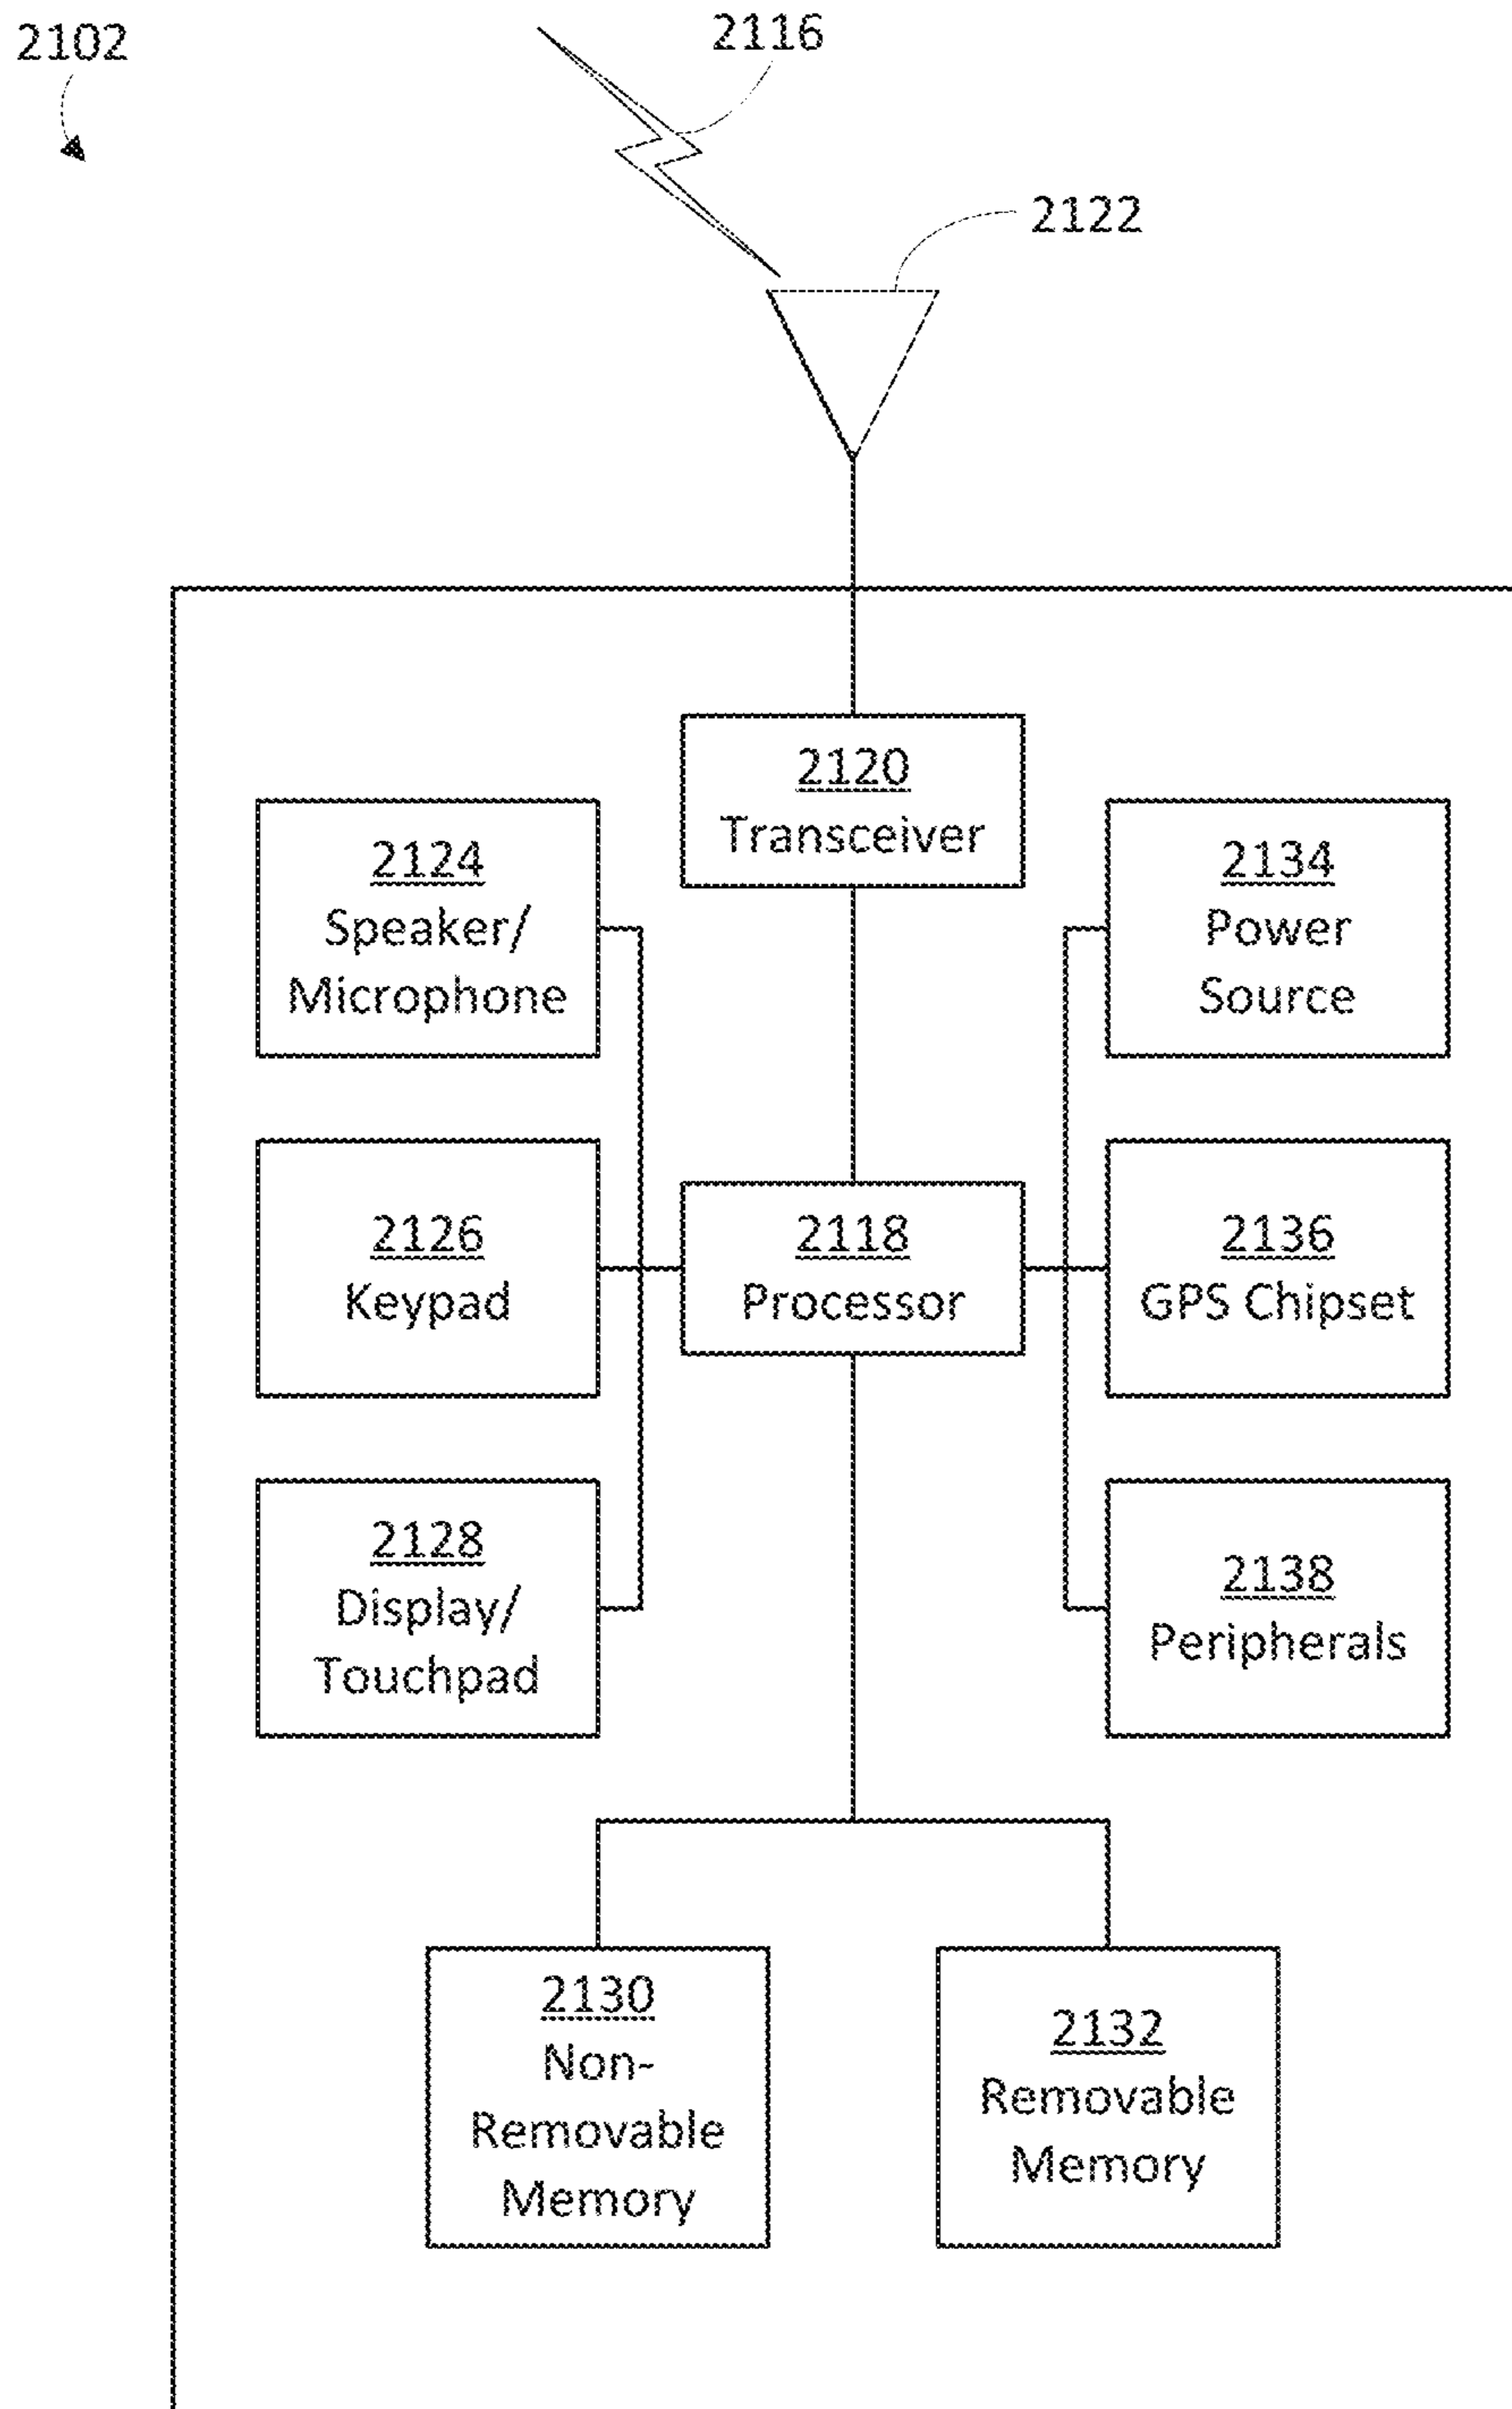 2102
2116
2122
2120
Transceiver
2124
Speaker/
Microphone
2134
Power
Source
2126
Keypad
2118
Processor
2136
GPS Chipset
2128
Display/
Touchpad
2138
Peripherals
2130
Non-
Removable
Memory
2132
Removable
Memory